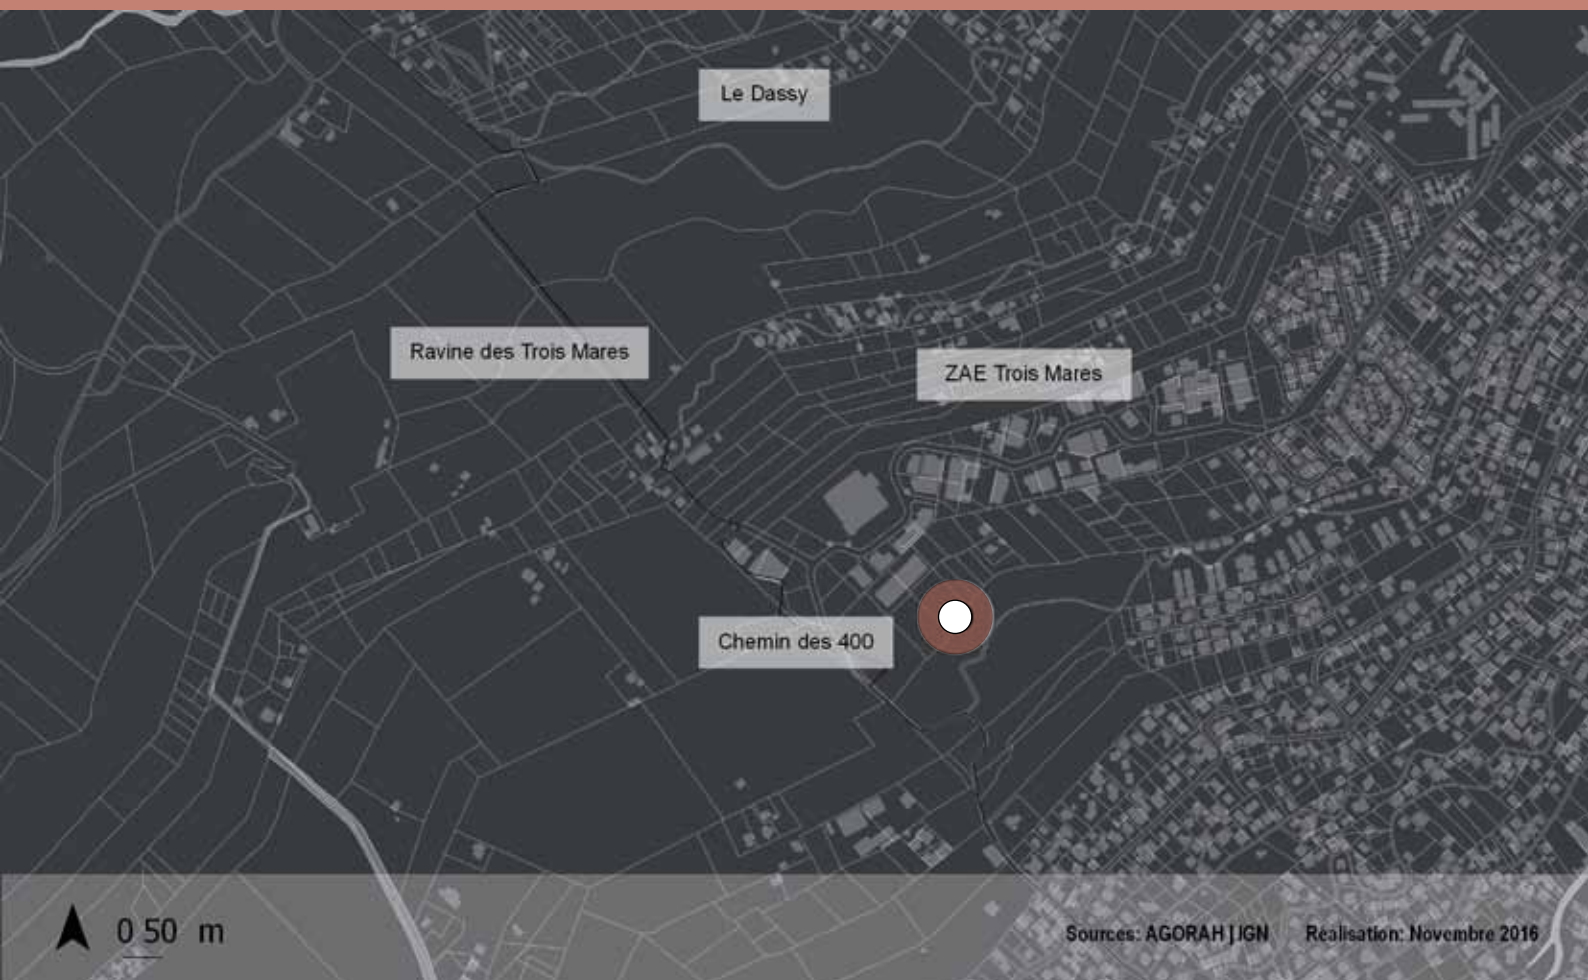 Le Dassy
Ravine des Trois Mares
ZAE Trois Mares
Chemin des 400
0 50 m
Sources: AGORAH | IGN Realisation: Novembre 2016